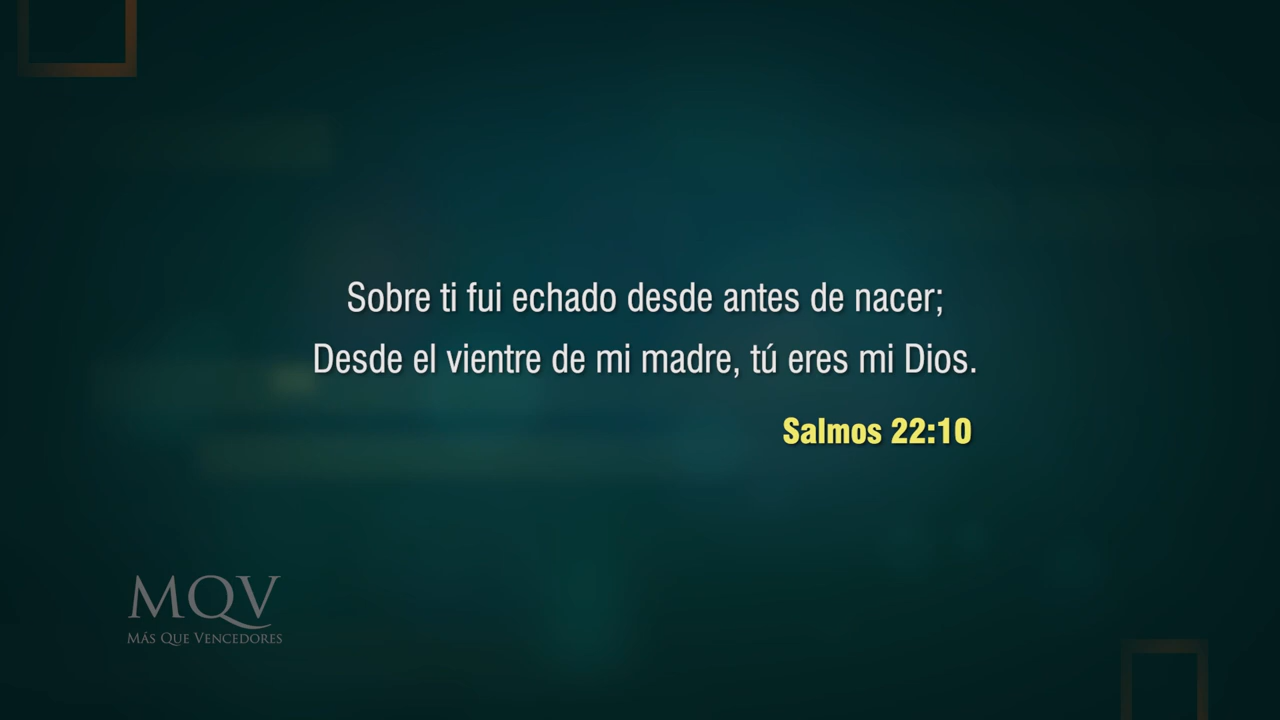 Sobre ti fui echado desde antes de nacer;
Desde el vientre de mi madre, tú eres mi Dios.
Salmos 22:10
MQV
MÁS QUE VENCEDORES